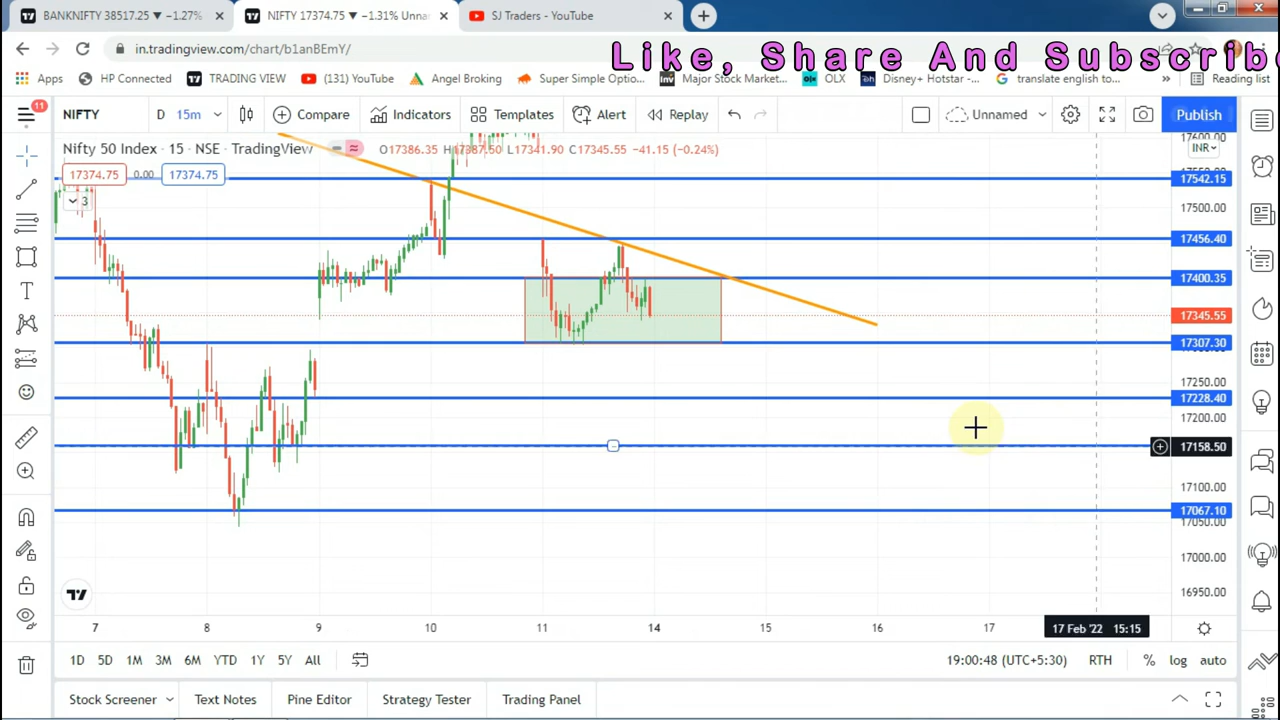 BANKNIFTY 38517.25 ▼ −1.27%
NIFTY 17374.75 ▼ −1.31% Unna
SJ Traders - YouTube
in.tradingview.com/chart/b1anBEmY/
Like, Share And Subscribe
Apps
HP Connected
TRADING VIEW
(131) YouTube
Angel Broking
Super Simple Optio...
Major Stock Market...
OLX
Disney+ Hotstar -...
translate english to...
»
Reading list
11
NIFTY
D
15m
Compare
Indicators
Templates
Alert
Replay
Unnamed
Publish
Nifty 50 Index · 15 · NSE · TradingView
O17386.35 H17387.50 L17341.90 C17345.55 −41.15 (−0.24%)
17374.75
0.00
17374.75
3
17600.00
INR
17542.15
17500.00
17456.40
17400.35
17345.55
17307.30
17250.00
17228.40
17200.00
17158.50
17100.00
17067.10
17050.00
17000.00
16950.00
7
8
9
10
11
14
15
16
17
17 Feb '22 15:15
1D
5D
1M
3M
6M
YTD
1Y
5Y
All
19:00:48 (UTC+5:30)
RTH
%
log
auto
Stock Screener
Text Notes
Pine Editor
Strategy Tester
Trading Panel